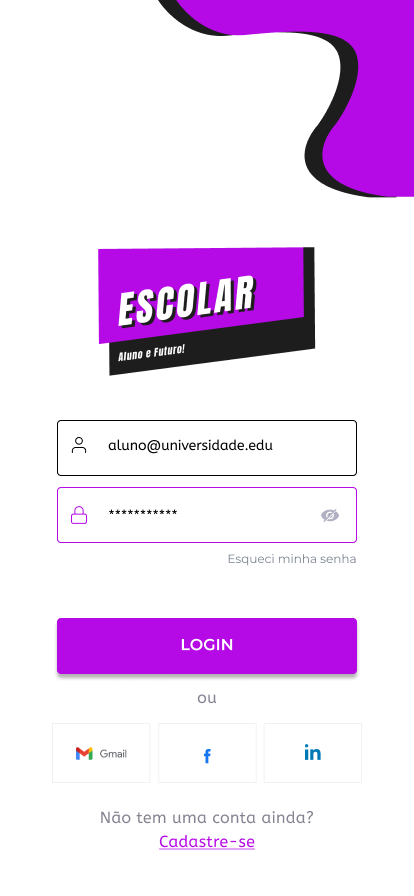 ESCOLAR
Aluno e Futuro!
aluno@universidade.edu
***********
Esqueci minha senha
LOGIN
ou
Gmail
f
in
Não tem uma conta ainda?
Cadastre-se